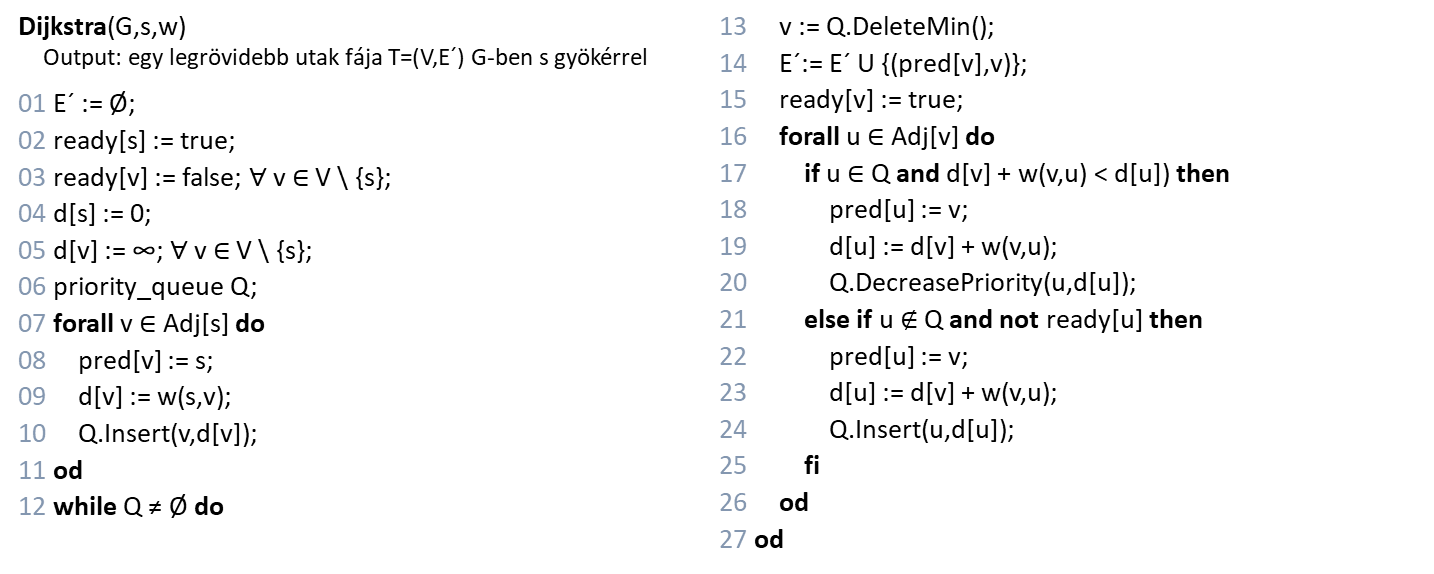 Dijkstra(G,s,w)
Output: egy legrövidebb utak fája T=(V,E´) G-ben s gyökérrel
01 E´ := Ø;
02 ready[s] := true;
03 ready[v] := false; ∀ v ∈ V \ {s};
04 d[s] := 0;
05 d[v] := ∞; ∀ v ∈ V \ {s};
06 priority_queue Q;
07 forall v ∈ Adj[s] do
08 pred[v] := s;
09 d[v] := w(s,v);
10 Q.Insert(v,d[v]);
11 od
12 while Q ≠ Ø do
13 v := Q.DeleteMin();
14 E´:= E´ U {(pred[v],v)};
15 ready[v] := true;
16 forall u ∈ Adj[v] do
17 if u ∈ Q and d[v] + w(v,u) < d[u]) then
18 pred[u] := v;
19 d[u] := d[v] + w(v,u);
20 Q.DecreasePriority(u,d[u]);
21 else if u ∉ Q and not ready[u] then
22 pred[u] := v;
23 d[u] := d[v] + w(v,u);
24 Q.Insert(u,d[u]);
25 fi
26 od
27 od